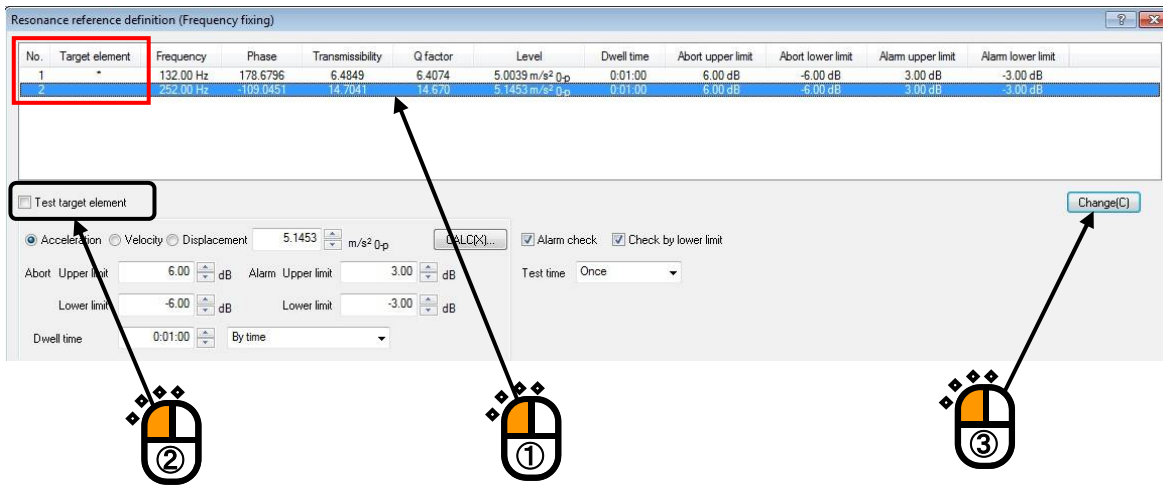 Resonance reference definition (Frequency fixing)
No. Target element Frequency Phase Transmissibility Q factor Level Dwell time Abort upper limit Abort lower limit Alarm upper limit Alarm lower limit
1 * 132.00 Hz 178.6796 6.4849 6.4074 5.0039 m/s² 0-p 0:01:00 6.00 dB -6.00 dB 3.00 dB -3.00 dB
2 252.00 Hz -109.0451 14.7041 14.670 5.1453 m/s² 0-p 0:01:00 6.00 dB -6.00 dB 3.00 dB -3.00 dB
Test target element Change(C)
Acceleration Velocity Displacement 5.1453 m/s² 0-p CALC(X)... Alarm check Check by lower limit
Abort Upper limit 6.00 dB Alarm Upper limit 3.00 dB Test time Once
Lower limit -6.00 dB Lower limit -3.00 dB
Dwell time 0:01:00 By time
② ① ③